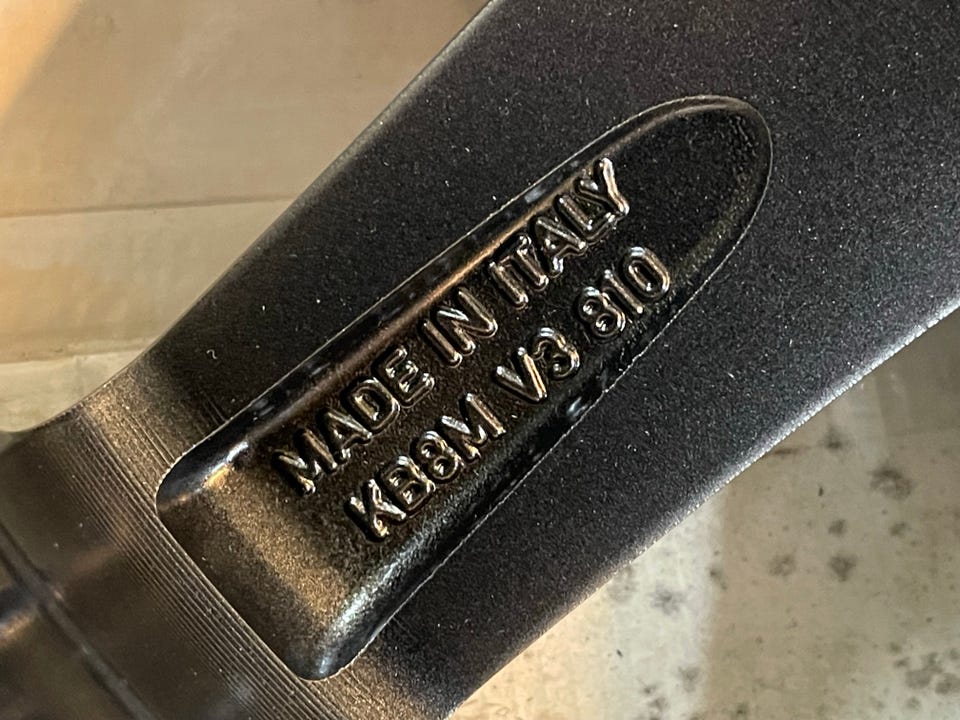 MADE IN ITALY
KB8M V3 810